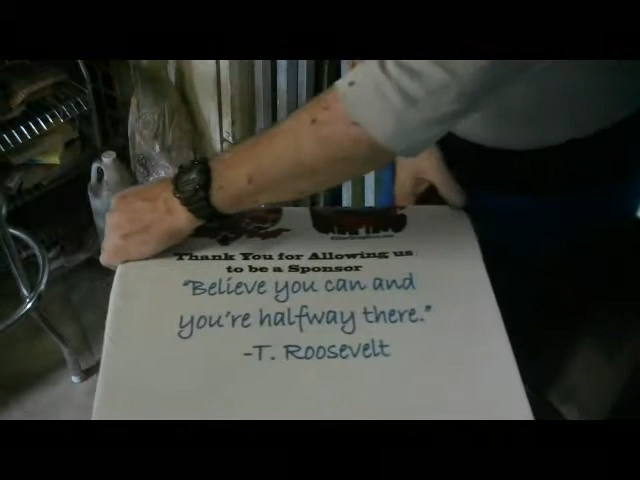 Thank You for Allowing us
to be a Sponsor
"Believe you can and
you're halfway there."
-T. Roosevelt